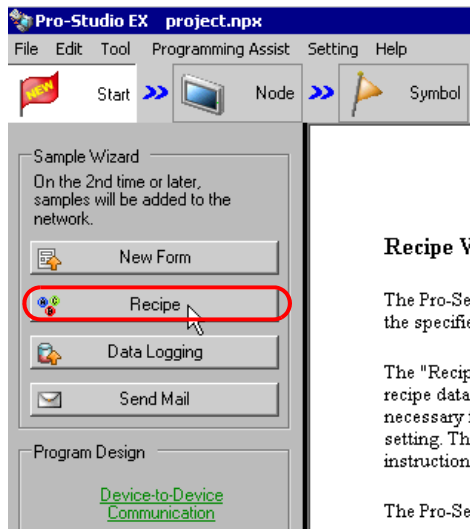 Pro-Studio EX project.npx
File Edit Tool Programming Assist Setting Help
NEW Start Node Symbol
Sample Wizard
On the 2nd time or later,
samples will be added to the
network.
New Form
Recipe
Data Logging
Send Mail
Program Design
Device-to-Device
Communication
Recipe
The Pro-Se
the specifie
The "Recip
recipe data
necessary
setting. Th
instruction
The Pro-Se